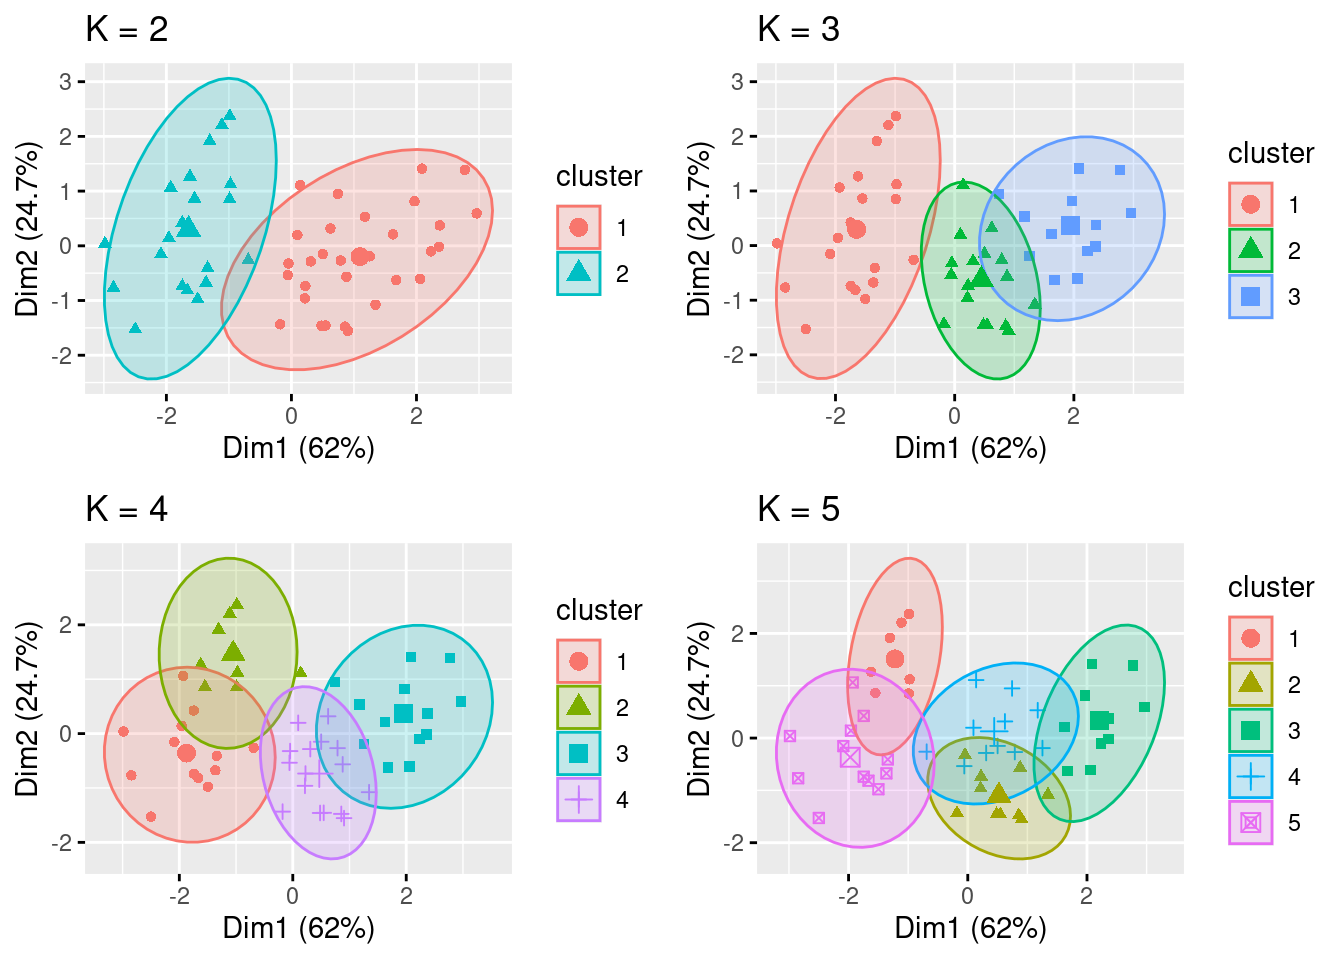 K = 2
3
2
1
0
-1
-2
-2
0
2
Dim2 (24.7%)
Dim1 (62%)
cluster
1
2
K = 3
3
2
1
0
-1
-2
-2
0
2
Dim2 (24.7%)
Dim1 (62%)
cluster
1
2
3
K = 4
2
0
-2
-2
0
2
Dim2 (24.7%)
Dim1 (62%)
cluster
1
2
3
4
K = 5
2
0
-2
-2
0
2
Dim2 (24.7%)
Dim1 (62%)
cluster
1
2
3
4
5